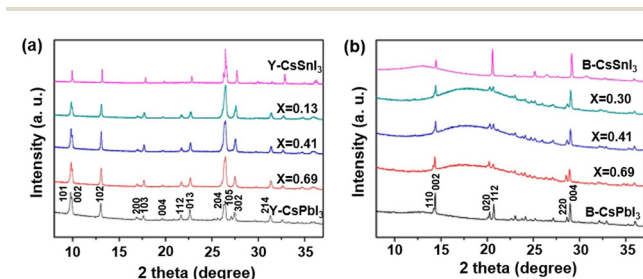 (a)
Y-CsSnI3
X=0.13
X=0.41
X=0.69
Y-CsPbI3
101
002
102
200
103
004
112
013
204
105
302
214
10 15 20 25 30 35
2 theta (degree)
Intensity (a. u.)
(b)
B-CsSnI3
X=0.30
X=0.41
X=0.69
B-CsPbI3
110
002
020
112
220
004
10 15 20 25 30 35
2 theta (degree)
Intensity (a. u.)